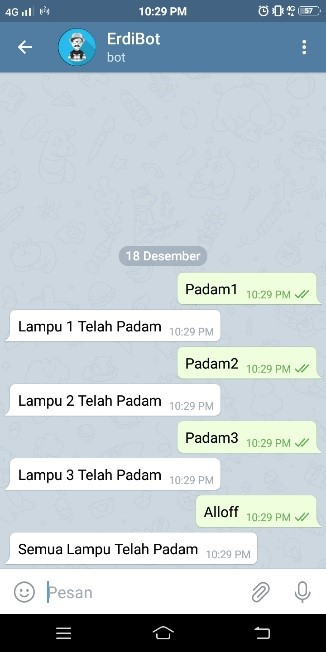 4G 10:29 PM 57
ErdiBot
bot
18 Desember
Padam1 10:29 PM
Lampu 1 Telah Padam 10:29 PM
Padam2 10:29 PM
Lampu 2 Telah Padam 10:29 PM
Padam3 10:29 PM
Lampu 3 Telah Padam 10:29 PM
Alloff 10:29 PM
Semua Lampu Telah Padam 10:29 PM
Pesan